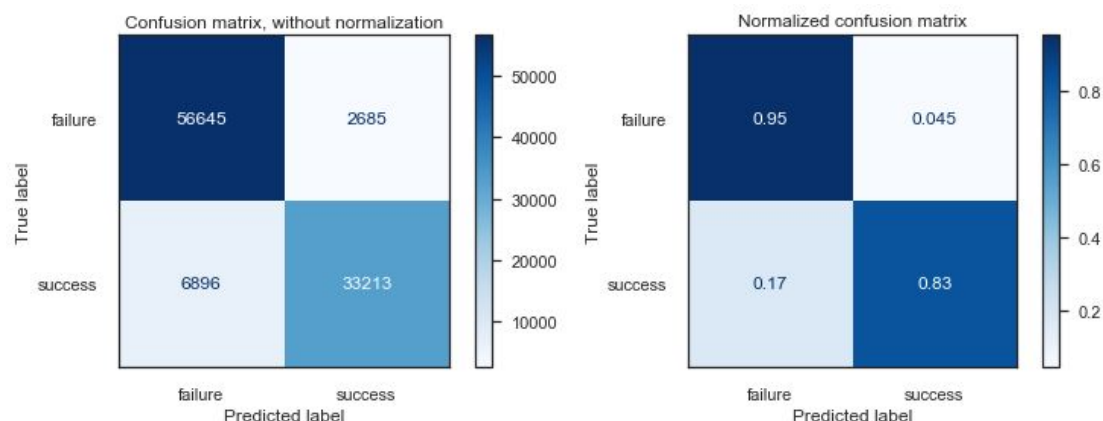 Confusion matrix, without normalization
True label
failure
success
56645
2685
6896
33213
failure
success
Predicted label
50000
40000
30000
20000
10000
Normalized confusion matrix
True label
failure
success
0.95
0.045
0.17
0.83
failure
success
Predicted label
0.8
0.6
0.4
0.2